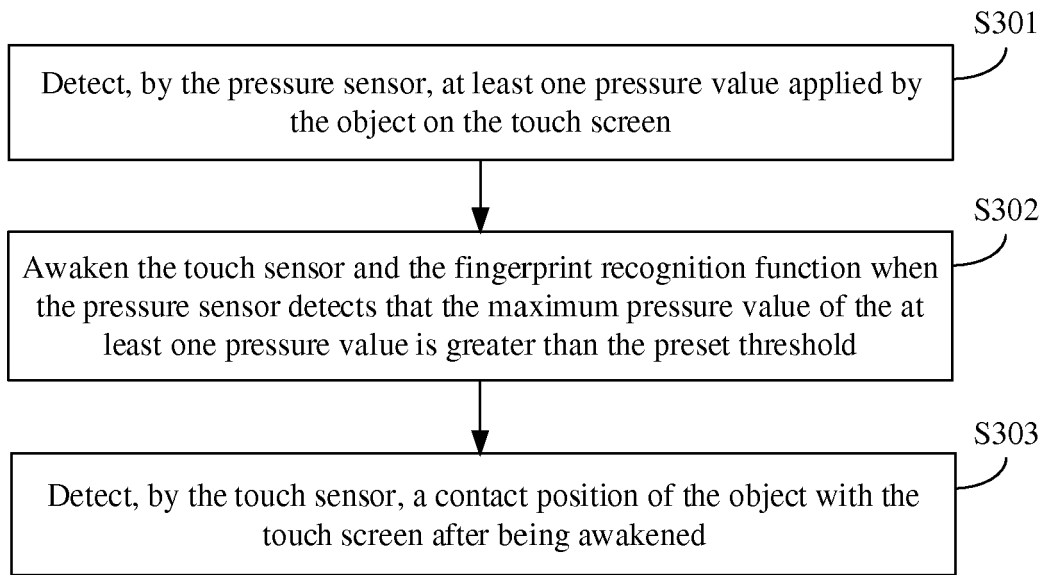 S301
Detect, by the pressure sensor, at least one pressure value applied by
the object on the touch screen
S302
Awaken the touch sensor and the fingerprint recognition function when
the pressure sensor detects that the maximum pressure value of the at
least one pressure value is greater than the preset threshold
S303
Detect, by the touch sensor, a contact position of the object with the
touch screen after being awakened